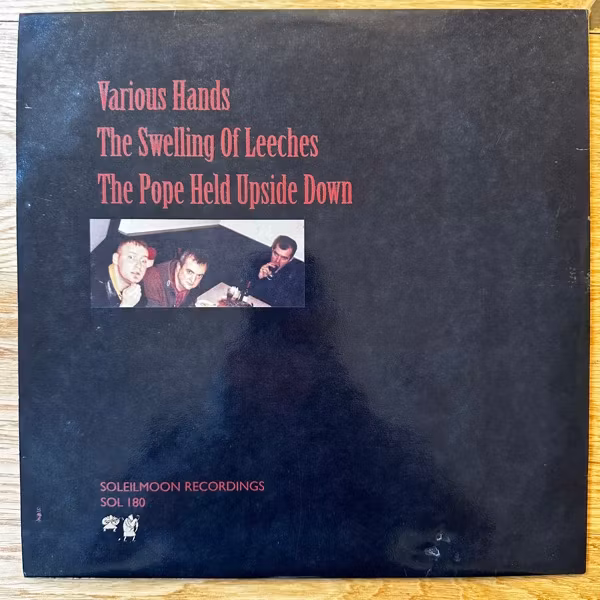 Various Hands
The Swelling Of Leeches
The Pope Held Upside Down
SOLEILMOON RECORDINGS
SOL 180